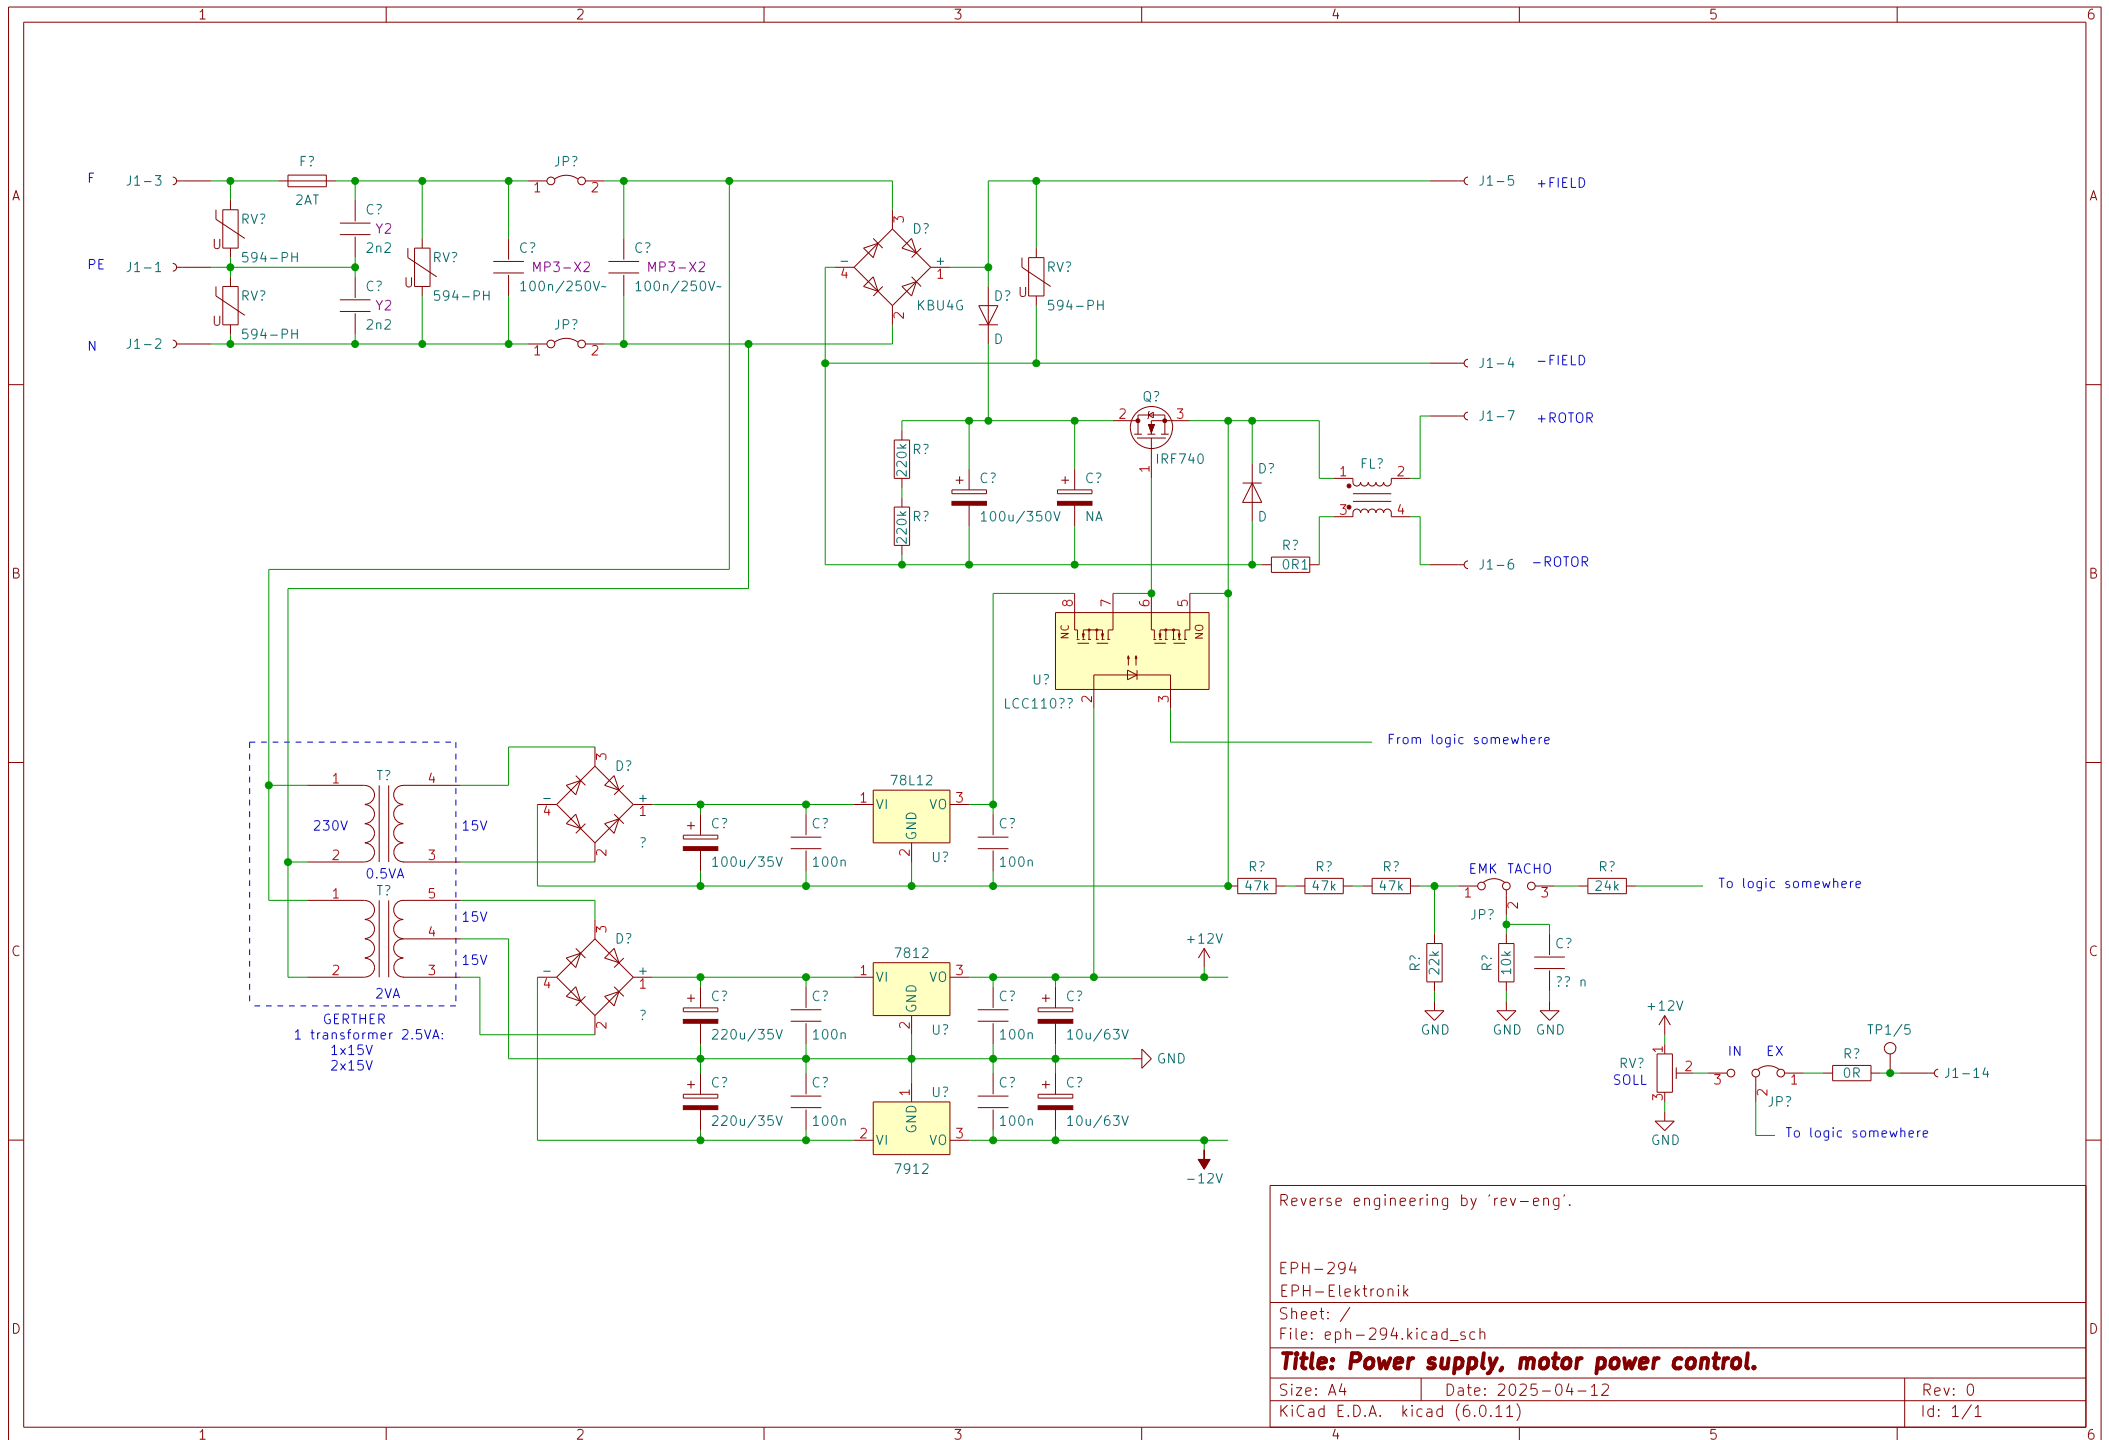 1 2 3 4 5 6
A
B
C
D
A
B
C
D
F J1-3
PE J1-1
N J1-2
F?
2AT
RV?
U
594-PH
RV?
U
594-PH
C?
Y2
2n2
C?
Y2
2n2
RV?
U
594-PH
C?
MP3-X2
100n/250V~
JP?
1 2
JP?
1 2
C?
MP3-X2
100n/250V~
D?
3
- 4
+ 1
2
KBU4G
D?
D
RV?
U
594-PH
J1-5 +FIELD
J1-4 -FIELD
J1-7 +ROTOR
J1-6 -ROTOR
Q?
2 3
1
IRF740
R?
220k
R?
220k
+ C?
100u/350V
+ C?
NA
D?
D
R?
0R1
FL?
1 2
3 4
8 7 6 5
NC NO
U?
LCC110??
2 3
From logic somewhere
T?
1 4
230V 15V
2 3
0.5VA
T?
1 5
15V
4
15V
2 3
2VA
GERTHER
1 transformer 2.5VA:
1x15V
2x15V
D?
3
- 4
+ 1
?
2
+ C?
100u/35V
C?
100n
78L12
1 VI VO 3
GND
2
U?
C?
100n
D?
3
- 4
+ 1
?
2
+ C?
220u/35V
C?
100n
7812
1 VI VO 3
GND
2
U?
C?
100n
+ C?
10u/63V
+12V
GND
+ C?
220u/35V
C?
100n
U?
1
GND
2 VI VO 3
7912
C?
100n
+ C?
10u/63V
-12V
R?
47k
R?
47k
R?
47k
EMK TACHO
1 2 3
JP?
R?
24k
To logic somewhere
R?
22k
GND
R?
10k
GND
C?
?? n
GND
+12V
1
RV?
SOLL
2
3
GND
IN EX
3 2 1
JP?
R?
0R
TP1/5
J1-14
To logic somewhere
Reverse engineering by 'rev-eng'.
EPH-294
EPH-Elektronik
Sheet: /
File: eph-294.kicad_sch
Title: Power supply, motor power control.
Size: A4 Date: 2025-04-12 Rev: 0
KiCad E.D.A. kicad (6.0.11) Id: 1/1
1 2 3 4 5 6